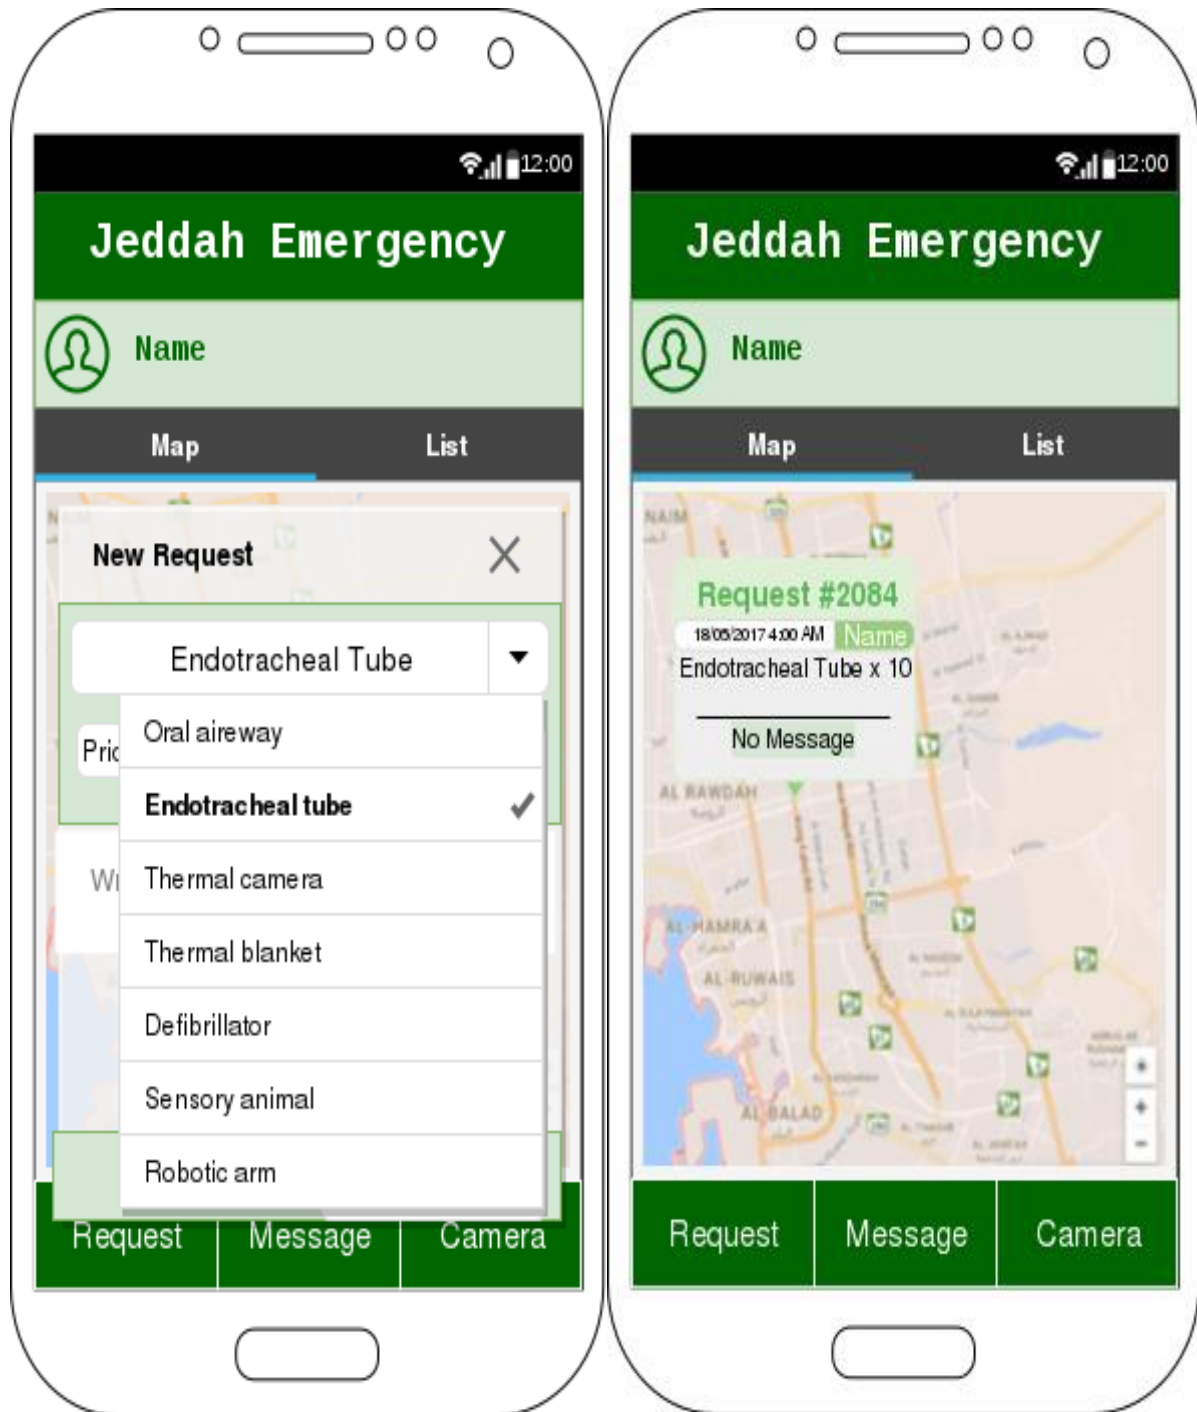 12:00
Jeddah Emergency
Name
Map List
New Request
Endotracheal Tube
Oral aireway
Endotracheal tube
Thermal camera
Thermal blanket
Defibrillator
Sensory animal
Robotic arm
Request Message Camera
12:00
Jeddah Emergency
Name
Map List
NAIM
Request #2084
18/05/2017 4:00 AM Name
Endotracheal Tube x 10
No Message
AL RAWDAH
AL-HAMRA'A
AL-RUWAIS
AL-BALAD
Request Message Camera